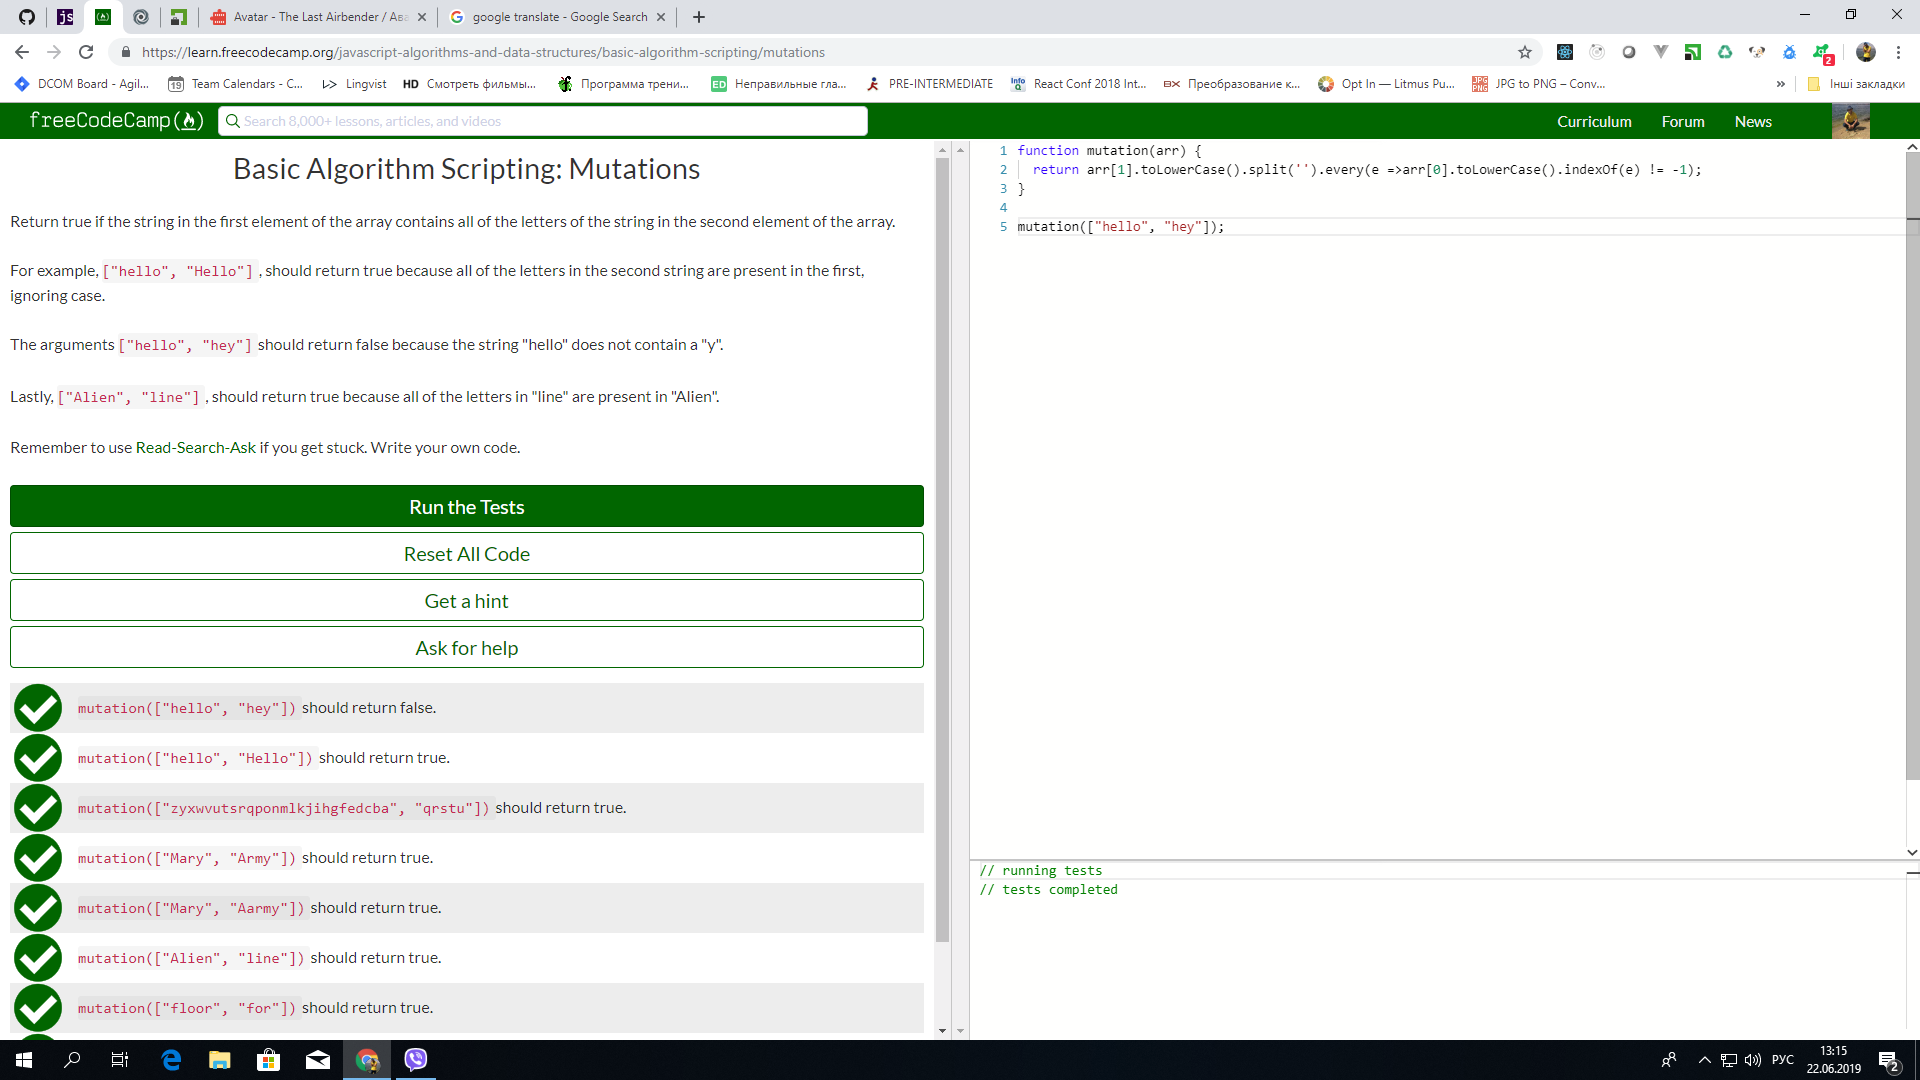 Avatar - The Last Airbender / Ава
google translate - Google Search
https://learn.freecodecamp.org/javascript-algorithms-and-data-structures/basic-algorithm-scripting/mutations
2
DCOM Board - Agil...
19
Team Calendars - C...
Lingvist
HD
Смотреть фильмы...
Программа трени...
ED
Неправильные гла...
PRE-INTERMEDIATE
React Conf 2018 Int...
Преобразование к...
Opt In — Litmus Pu...
JPG to PNG – Conv...
»
Інші закладки
freeCodeCamp
Search 8,000+ lessons, articles, and videos
Curriculum
Forum
News
Basic Algorithm Scripting: Mutations
Return true if the string in the first element of the array contains all of the letters of the string in the second element of the array.
For example, ["hello", "Hello"] , should return true because all of the letters in the second string are present in the first,
ignoring case.
The arguments ["hello", "hey"] should return false because the string "hello" does not contain a "y".
Lastly, ["Alien", "line"] , should return true because all of the letters in "line" are present in "Alien".
Remember to use Read-Search-Ask if you get stuck. Write your own code.
Run the Tests
Reset All Code
Get a hint
Ask for help
mutation(["hello", "hey"]) should return false.
mutation(["hello", "Hello"]) should return true.
mutation(["zyxwvutsrqponmlkjihgfedcba", "qrstu"]) should return true.
mutation(["Mary", "Army"]) should return true.
mutation(["Mary", "Aarmy"]) should return true.
mutation(["Alien", "line"]) should return true.
mutation(["floor", "for"]) should return true.
1 function mutation(arr) {
2 return arr[1].toLowerCase().split('').every(e =>arr[0].toLowerCase().indexOf(e) != -1);
3 }
4
5 mutation(["hello", "hey"]);
// running tests
// tests completed
РУС
13:15
22.06.2019
2